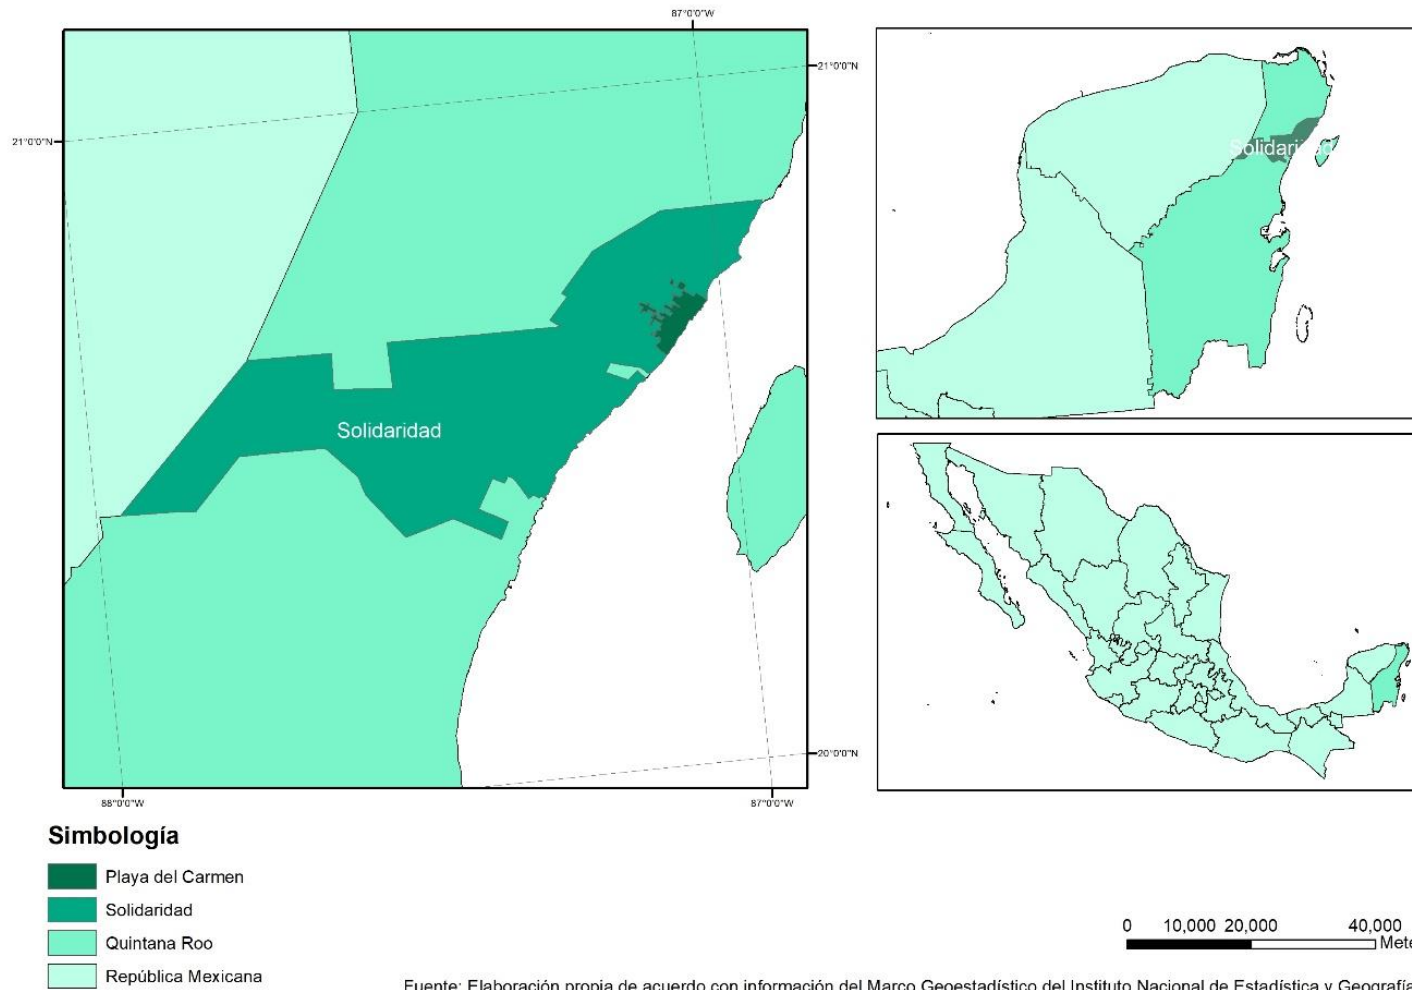 87°0'0"W
21°0'0"N
21°0'0"N
Solidaridad
Solidaridad
20°0'0"N
88°0'0"W
87°0'0"W
Simbología
Playa del Carmen
Solidaridad
Quintana Roo
República Mexicana
0 10,000 20,000 40,000
Mete
Fuente: Elaboración propia de acuerdo con información del Marco Geoestadístico del Instituto Nacional de Estadística y Geografía